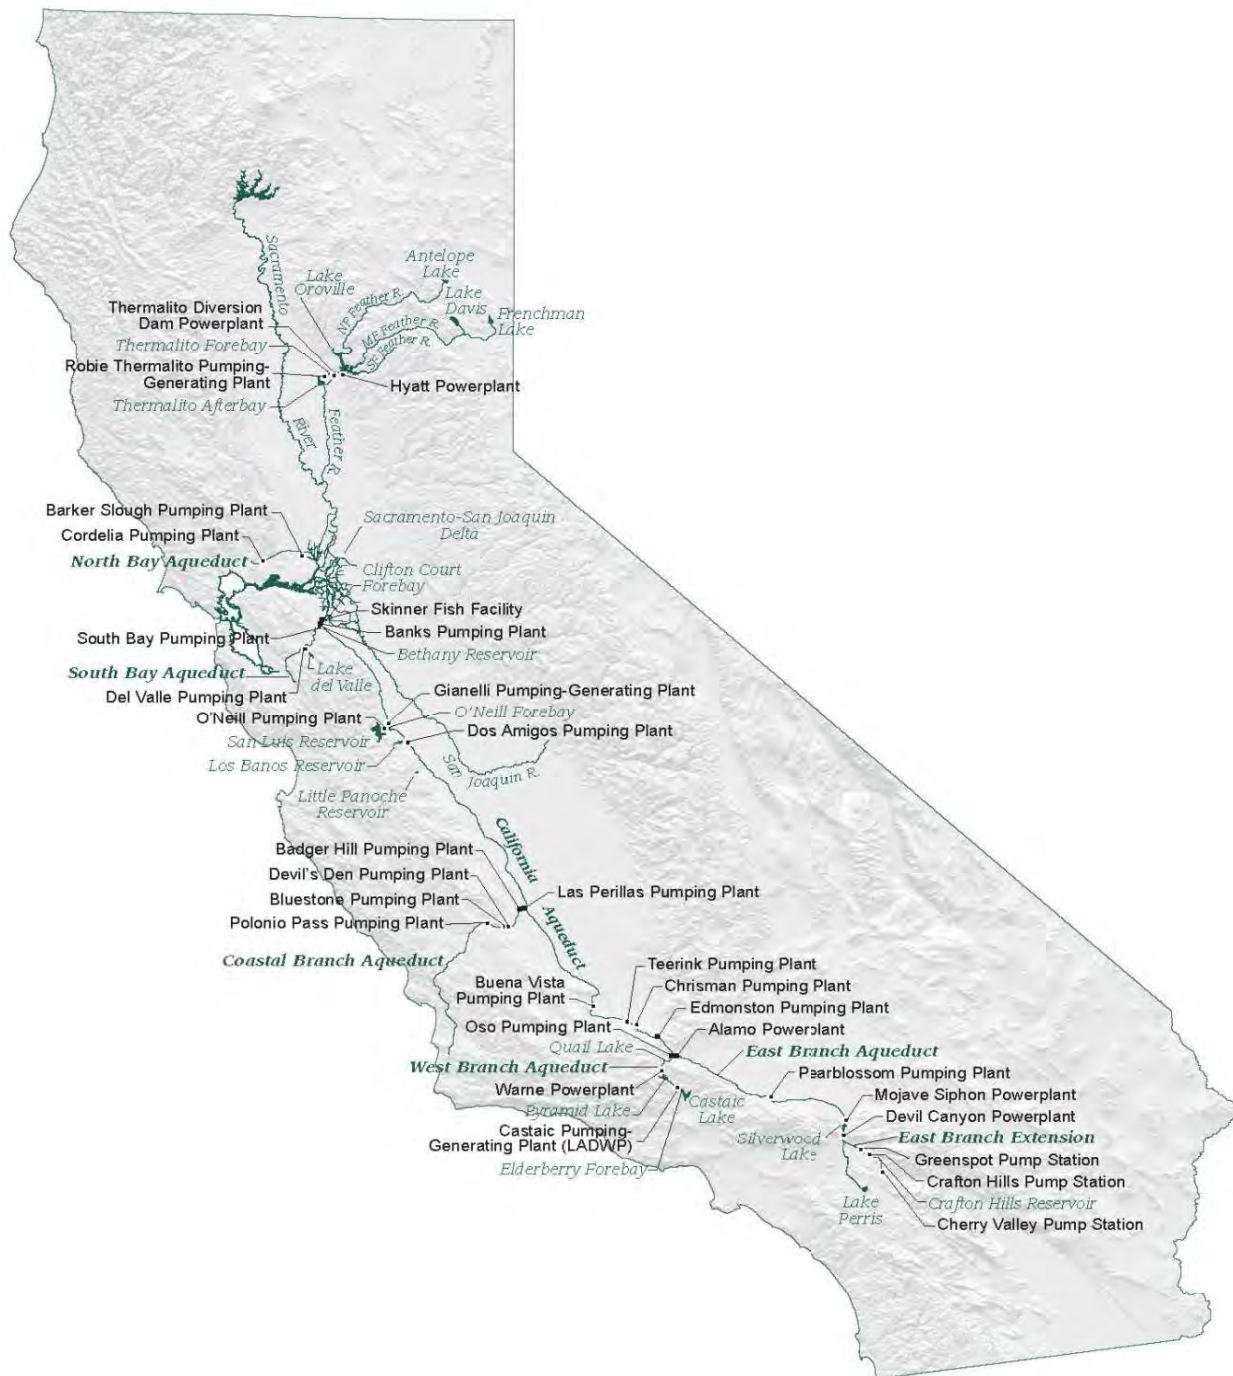 Sacramento
River
Lake
Oroville
Antelope
Lake
Lake
Davis
Frenchman
Lake
NF Feather R.
MF Feather R.
SF Feather R.
Thermalito Diversion
Dam Powerplant
Thermalito Forebay
Robie Thermalito Pumping-
Generating Plant
Thermalito Afterbay
Hyatt Powerplant
Feather R.
Barker Slough Pumping Plant
Cordelia Pumping Plant
North Bay Aqueduct
Sacramento-San Joaquin
Delta
Clifton Court
Forebay
Skinner Fish Facility
South Bay Pumping Plant
Banks Pumping Plant
Bethany Reservoir
South Bay Aqueduct
Lake
del Valle
Del Valle Pumping Plant
Gianelli Pumping-Generating Plant
O'Neill Pumping Plant
O'Neill Forebay
San Luis Reservoir
Dos Amigos Pumping Plant
Los Banos Reservoir
San Joaquin R.
Little Panoche
Reservoir
California
Aqueduct
Badger Hill Pumping Plant
Devil's Den Pumping Plant
Las Perillas Pumping Plant
Bluestone Pumping Plant
Polonio Pass Pumping Plant
Coastal Branch Aqueduct
Teerink Pumping Plant
Buena Vista
Pumping Plant
Chrisman Pumping Plant
Edmonston Pumping Plant
Oso Pumping Plant
Alamo Powerplant
Quail Lake
East Branch Aqueduct
West Branch Aqueduct
Pearblossom Pumping Plant
Warne Powerplant
Mojave Siphon Powerplant
Pyramid Lake
Castaic
Lake
Devil Canyon Powerplant
Castaic Pumping-
Generating Plant (LADWP)
Silverwood
Lake
East Branch Extension
Elderberry Forebay
Greenspot Pump Station
Crafton Hills Pump Station
Lake
Perris
Crafton Hills Reservoir
Cherry Valley Pump Station